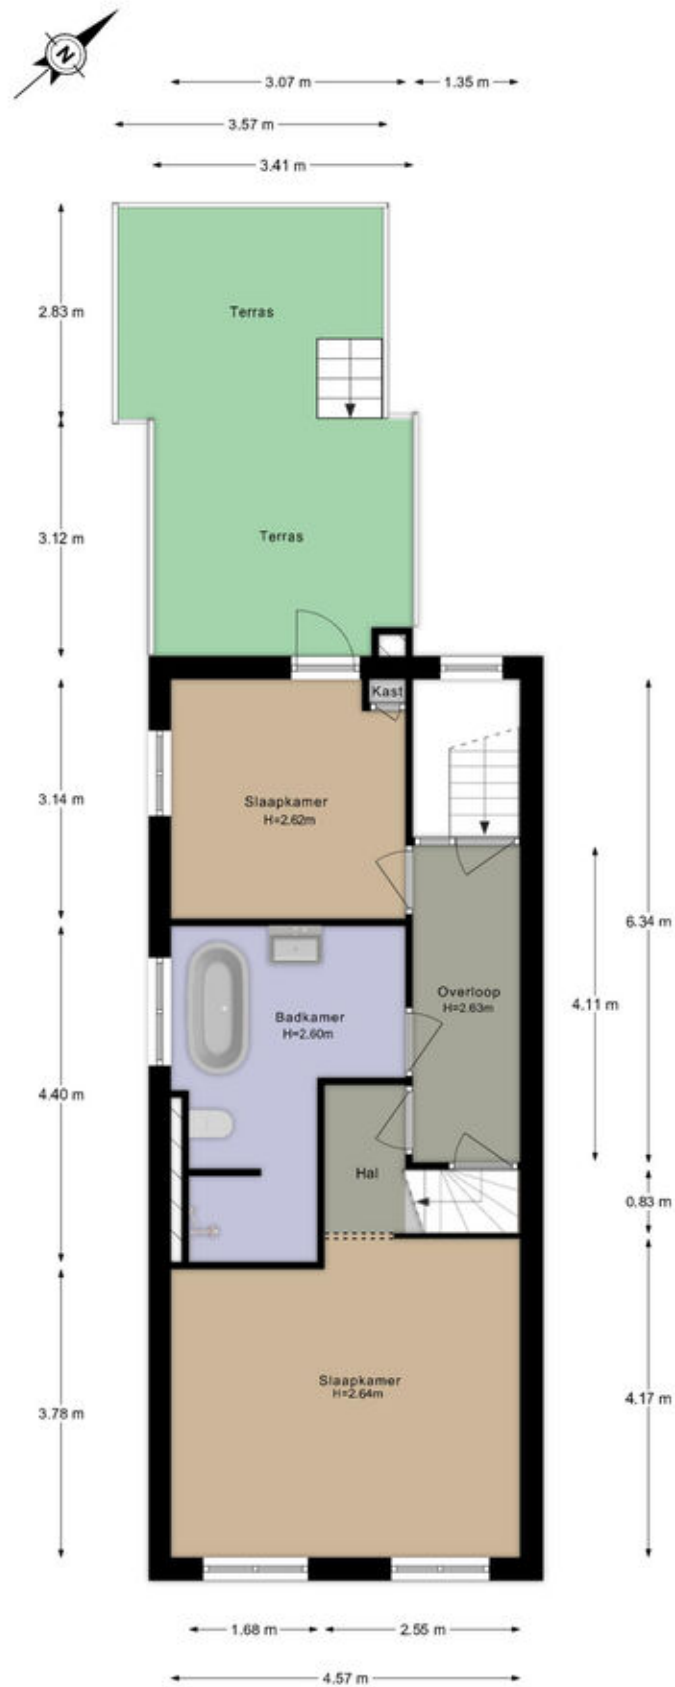 N
3.07 m
1.35 m
3.57 m
3.41 m
2.83 m
Terras
3.12 m
Terras
Kast
3.14 m
Slaapkamer
H=2.62m
6.34 m
4.11 m
Overloop
H=2.63m
Badkamer
H=2.60m
4.40 m
Hal
0.83 m
Slaapkamer
H=2.64m
3.78 m
4.17 m
1.68 m
2.55 m
4.57 m